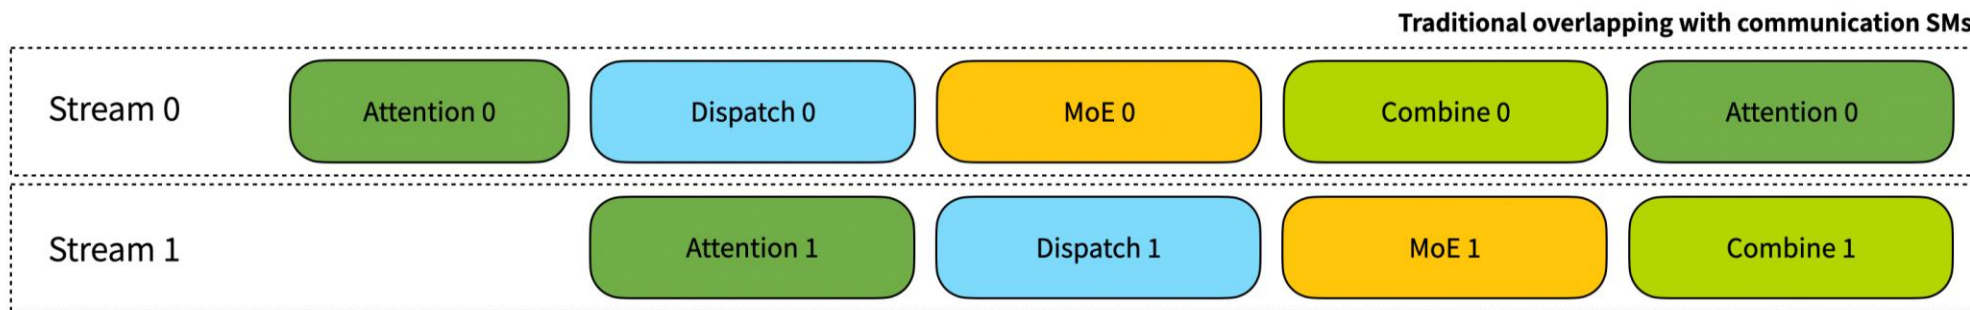 Traditional overlapping with communication SMs
Stream 0 Attention 0 Dispatch 0 MoE 0 Combine 0 Attention 0
Stream 1 Attention 1 Dispatch 1 MoE 1 Combine 1